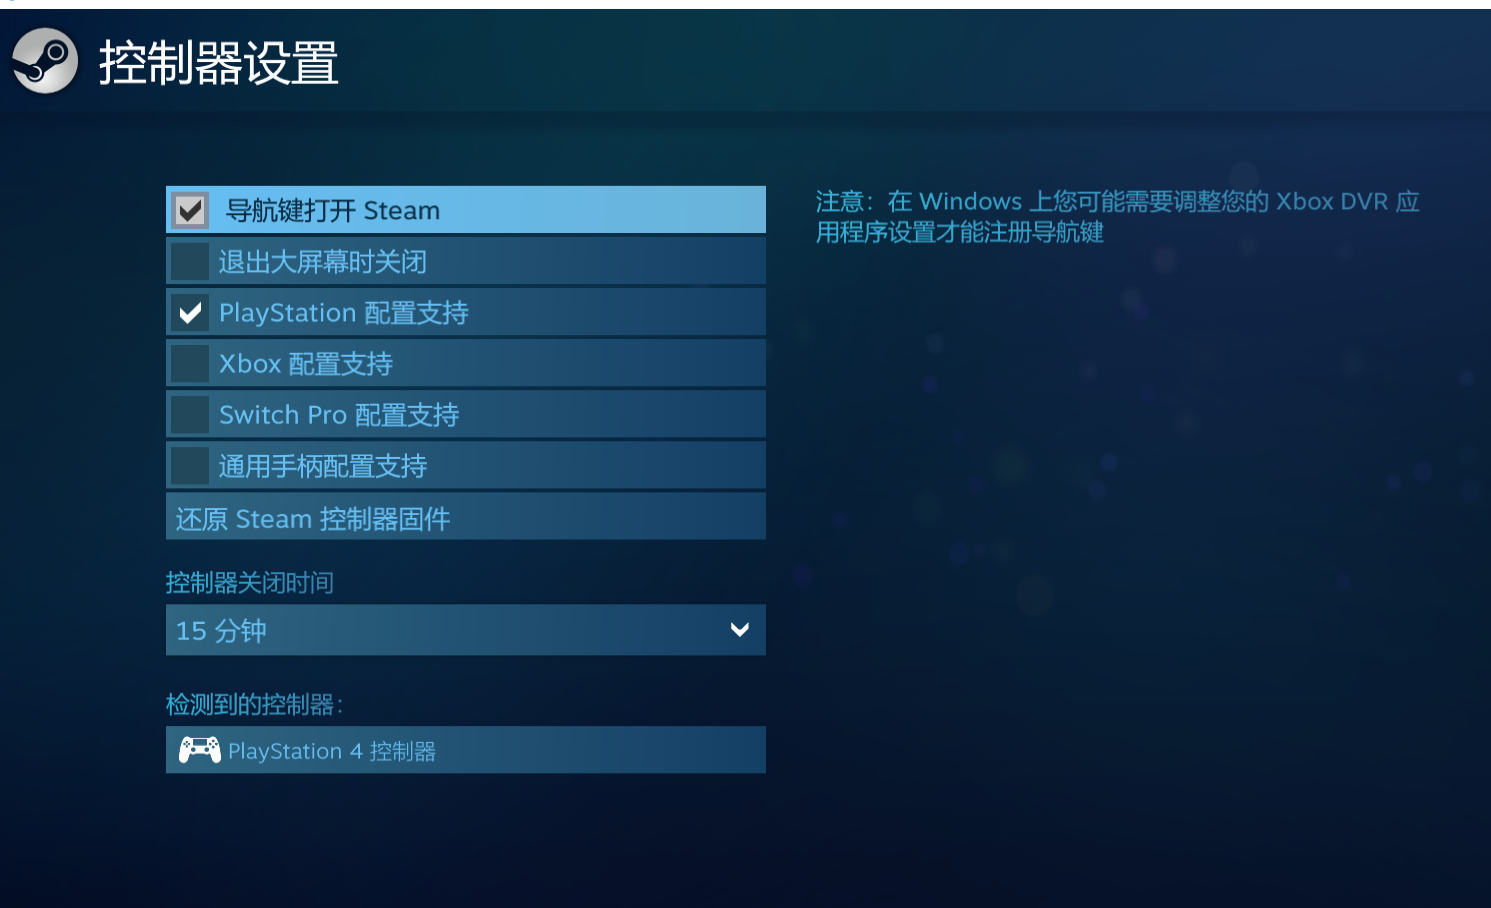 控制器设置
导航键打开 Steam
退出大屏幕时关闭
PlayStation 配置支持
Xbox 配置支持
Switch Pro 配置支持
通用手柄配置支持
还原 Steam 控制器固件
控制器关闭时间
15 分钟
检测到的控制器：
PlayStation 4 控制器
注意：在 Windows 上您可能需要调整您的 Xbox DVR 应
用程序设置才能注册导航键